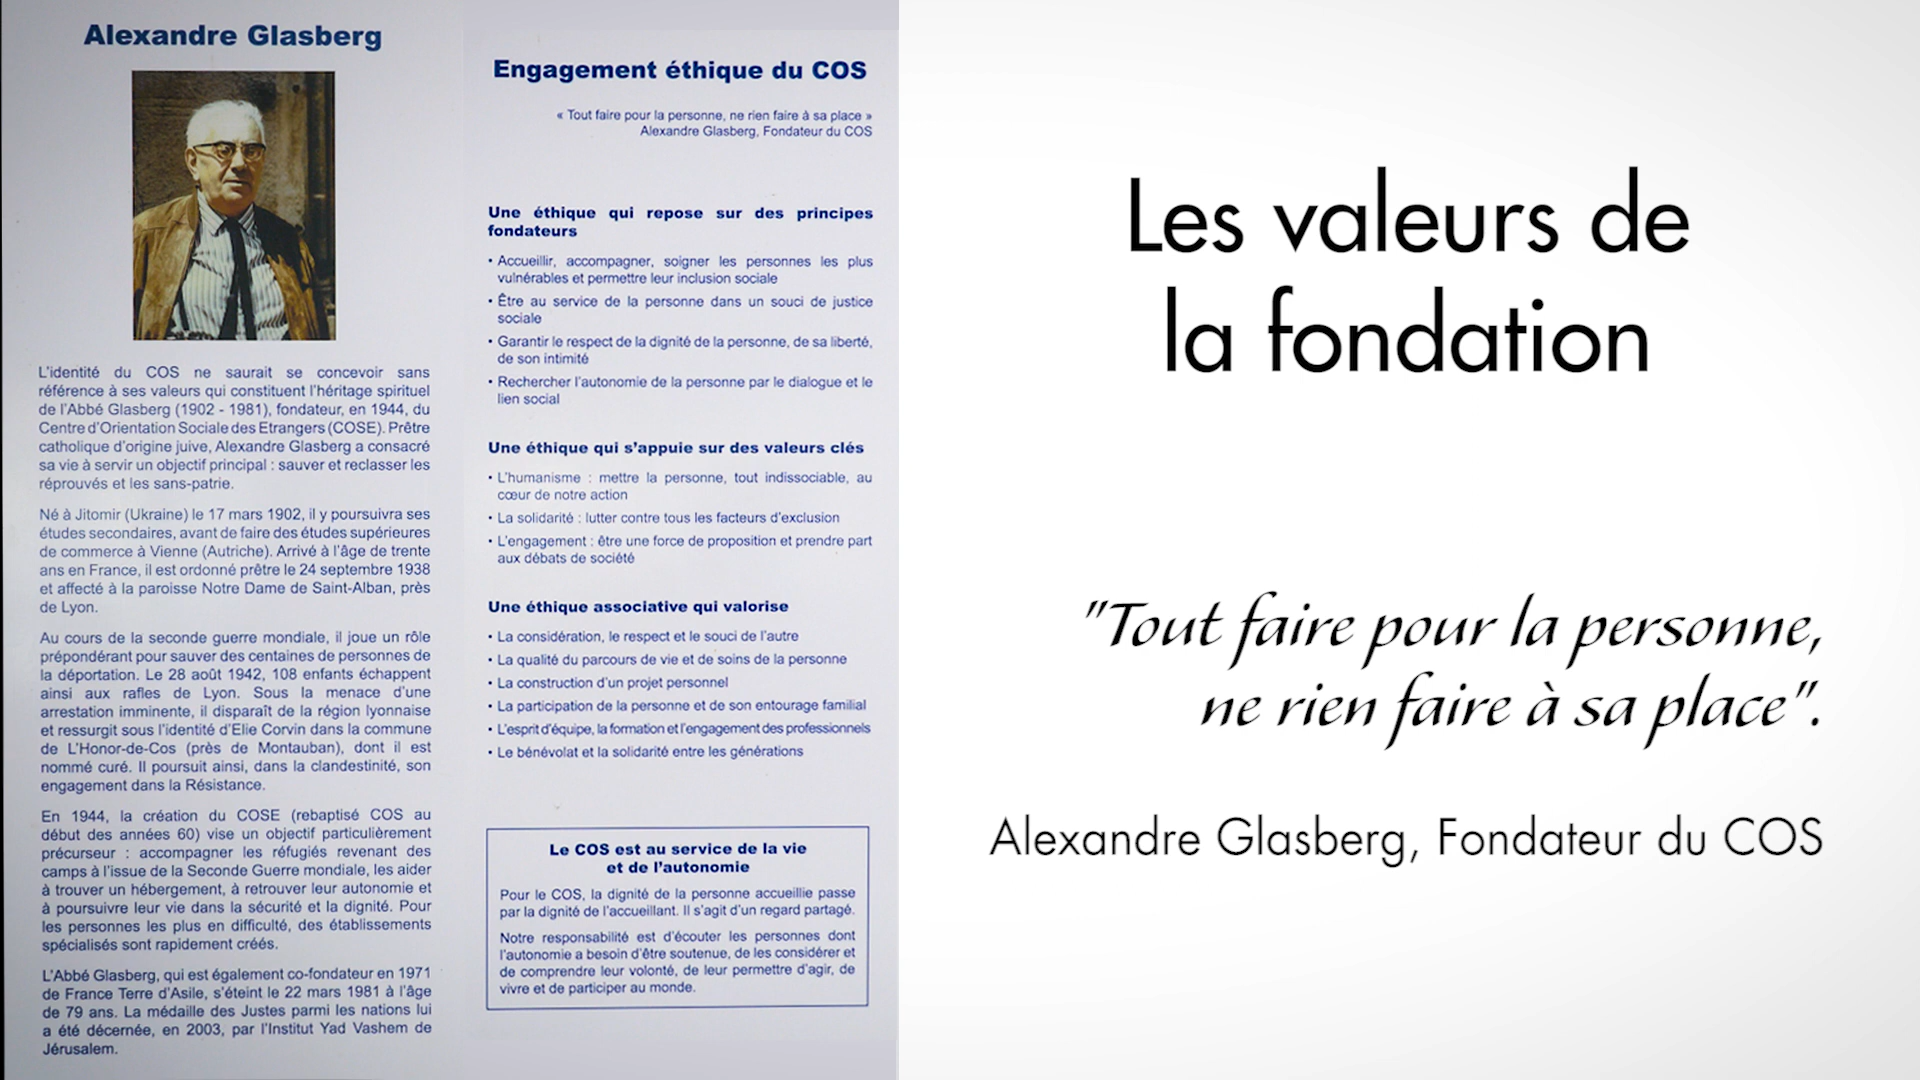 Alexandre Glasberg
L'identité du COS ne saurait se concevoir sans
référence à ses valeurs qui constituent l'héritage spirituel
de l'Abbé Glasberg (1902 - 1981), fondateur, en 1944, du
Centre d'Orientation Sociale des Etrangers (COSE). Prêtre
catholique d'origine juive, Alexandre Glasberg a consacré
sa vie à servir un objectif principal : sauver et reclasser les
réprouvés et les sans-patrie.
Né à Jitomir (Ukraine) le 17 mars 1902, il y poursuivra ses
études secondaires, avant de faire des études supérieures
de commerce à Vienne (Autriche). Arrivé à l'âge de trente
ans en France, il est ordonné prêtre le 24 septembre 1938
et affecté à la paroisse Notre Dame de Saint-Alban, près
de Lyon.
Au cours de la seconde guerre mondiale, il joue un rôle
prépondérant pour sauver des centaines de personnes de
la déportation. Le 28 août 1942, 108 enfants échappent
ainsi aux rafles de Lyon. Sous la menace d'une
arrestation imminente, il disparaît de la région lyonnaise
et ressurgit sous l'identité d'Elie Corvin dans la commune
de L'Honor-de-Cos (près de Montauban), dont il est
nommé curé. Il poursuit ainsi, dans la clandestinité, son
engagement dans la Résistance.
En 1944, la création du COSE (rebaptisé COS au
début des années 60) vise un objectif particulièrement
précurseur : accompagner les réfugiés revenant des
camps à l'issue de la Seconde Guerre mondiale, les aider
à trouver un hébergement, à retrouver leur autonomie et
à poursuivre leur vie dans la sécurité et la dignité. Pour
les personnes les plus en difficulté, des établissements
spécialisés sont rapidement créés.
L'Abbé Glasberg, qui est également co-fondateur en 1971
de France Terre d'Asile, s'éteint le 22 mars 1981 à l'âge
de 79 ans. La médaille des Justes parmi les nations lui
a été décernée, en 2003, par l'Institut Yad Vashem de
Jérusalem.
Engagement éthique du COS
« Tout faire pour la personne, ne rien faire à sa place »
Alexandre Glasberg, Fondateur du COS
Une éthique qui repose sur des principes
fondateurs
• Accueillir, accompagner, soigner les personnes les plus
vulnérables et permettre leur inclusion sociale
• Être au service de la personne dans un souci de justice
sociale
• Garantir le respect de la dignité de la personne, de sa liberté,
de son intimité
• Rechercher l'autonomie de la personne par le dialogue et le
lien social
Une éthique qui s'appuie sur des valeurs clés
• L'humanisme : mettre la personne, tout indissociable, au
cœur de notre action
• La solidarité : lutter contre tous les facteurs d'exclusion
• L'engagement : être une force de proposition et prendre part
aux débats de société
Une éthique associative qui valorise
• La considération, le respect et le souci de l'autre
• La qualité du parcours de vie et de soins de la personne
• La construction d'un projet personnel
• La participation de la personne et de son entourage familial
• L'esprit d'équipe, la formation et l'engagement des professionnels
• Le bénévolat et la solidarité entre les générations
Le COS est au service de la vie
et de l'autonomie
Pour le COS, la dignité de la personne accueillie passe
par la dignité de l'accueillant. Il s'agit d'un regard partagé.
Notre responsabilité est d'écouter les personnes dont
l'autonomie a besoin d'être soutenue, de les considérer et
de comprendre leur volonté, de leur permettre d'agir, de
vivre et de participer au monde.
Les valeurs de
la fondation
"Tout faire pour la personne,
ne rien faire à sa place".
Alexandre Glasberg, Fondateur du COS